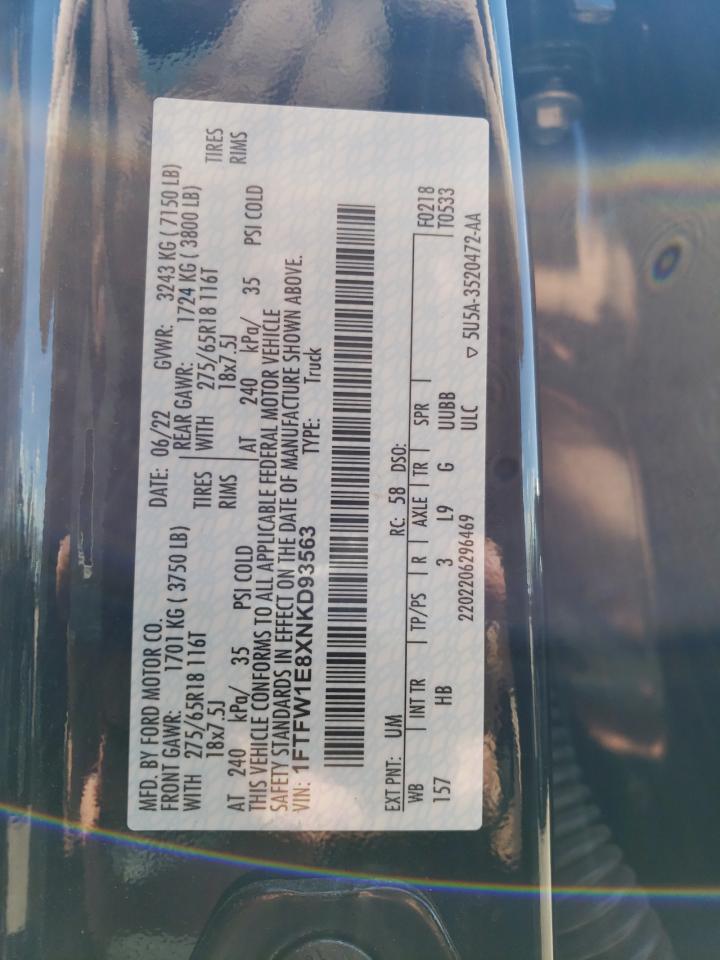 MFD. BY FORD MOTOR CO.
DATE: 06/22 GVWR: 3243 KG ( 7150 LB)
FRONT GAWR: 1701 KG ( 3750 LB)
REAR GAWR: 1724 KG ( 3800 LB)
WITH 275/65R18 116T TIRES
WITH 275/65R18 116T TIRES
18x7.5J RIMS
18x7.5J RIMS
AT 240 kPa/ 35 PSI COLD
AT 240 kPa/ 35 PSI COLD
THIS VEHICLE CONFORMS TO ALL APPLICABLE FEDERAL MOTOR VEHICLE
SAFETY STANDARDS IN EFFECT ON THE DATE OF MANUFACTURE SHOWN ABOVE.
VIN: 1FTFW1E8XNKD93563 TYPE: Truck
EXT PNT: UM RC: 58 DSO:
WB INT TR TP/PS R AXLE TR SPR F0218
157 HB 3 L9 G UUBB T0533
2202206296469 ULC ▽ 5U5A-3520472-AA